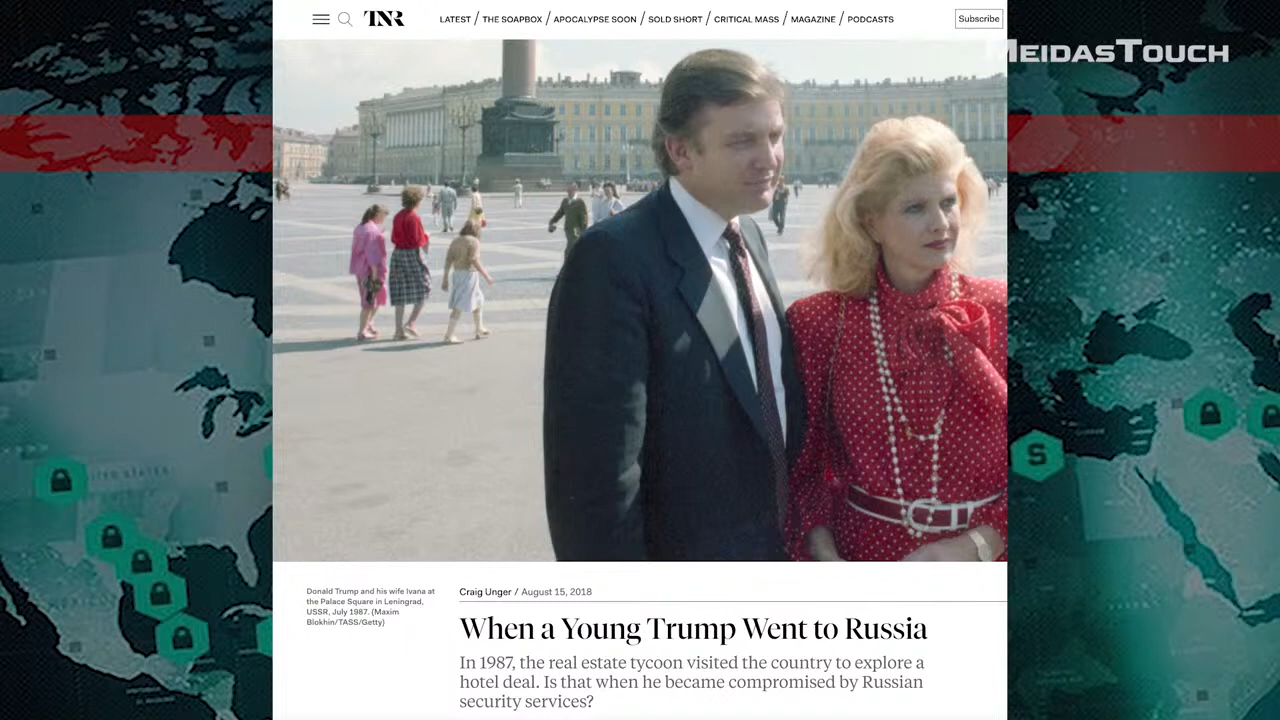 TNR
LATEST / THE SOAPBOX / APOCALYPSE SOON / SOLD SHORT / CRITICAL MASS / MAGAZINE / PODCASTS
Subscribe
MEIDASTOUCH
Donald Trump and his wife Ivana at
the Palace Square in Leningrad,
USSR, July 1987. (Maxim
Blokhin/TASS/Getty)
Craig Unger / August 15, 2018
When a Young Trump Went to Russia
In 1987, the real estate tycoon visited the country to explore a
hotel deal. Is that when he became compromised by Russian
security services?
S